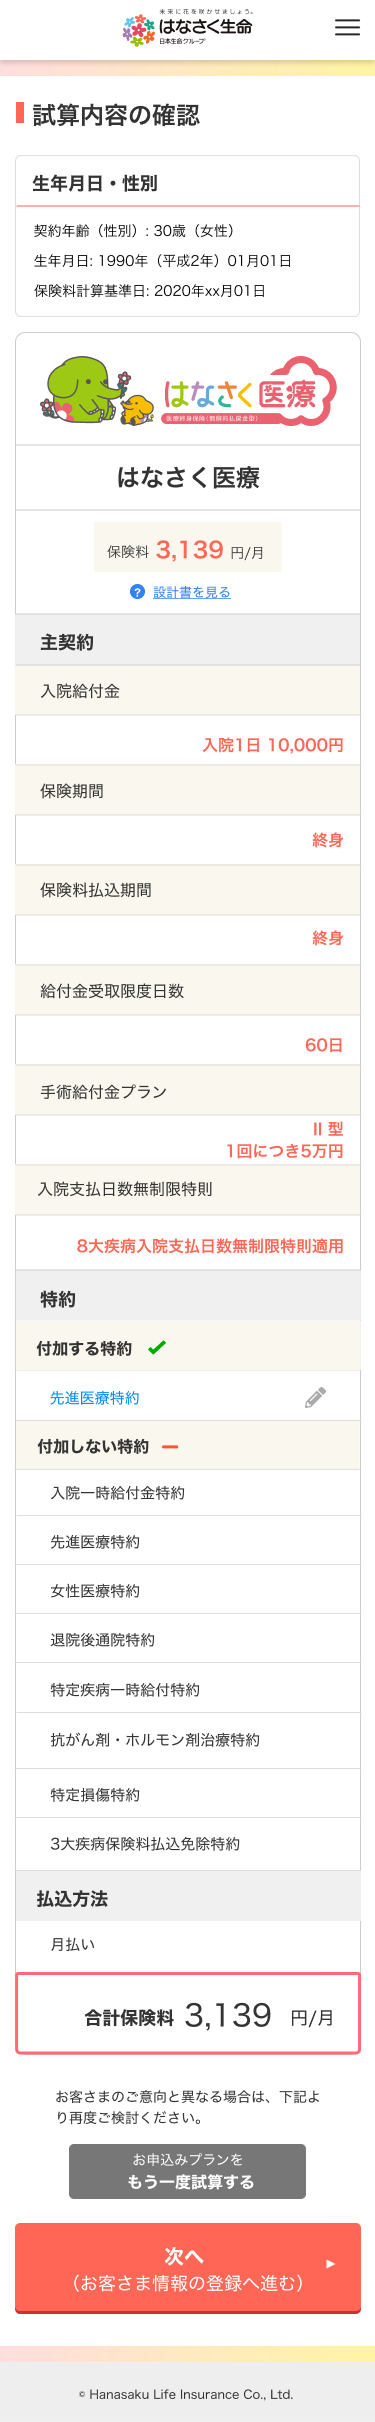 未来に花を咲かせましょう。
はなさく生命
日本生命グループ
試算内容の確認
生年月日・性別
契約年齢（性別）: 30歳（女性）
生年月日: 1990年（平成2年）01月01日
保険料計算基準日: 2020年xx月01日
はなさく医療
医療終身保険(無解約払戻金型)
はなさく医療
保険料 3,139 円/月
? 設計書を見る
主契約
入院給付金
入院1日 10,000円
保険期間
終身
保険料払込期間
終身
給付金受取限度日数
60日
手術給付金プラン
II 型
1回につき5万円
入院支払日数無制限特則
8大疾病入院支払日数無制限特則適用
特約
付加する特約
先進医療特約
付加しない特約
入院一時給付金特約
先進医療特約
女性医療特約
退院後通院特約
特定疾病一時給付特約
抗がん剤・ホルモン剤治療特約
特定損傷特約
3大疾病保険料払込免除特約
払込方法
月払い
合計保険料 3,139 円/月
お客さまのご意向と異なる場合は、下記よ
り再度ご検討ください。
お申込みプランを
もう一度試算する
次へ
（お客さま情報の登録へ進む）
© Hanasaku Life Insurance Co., Ltd.